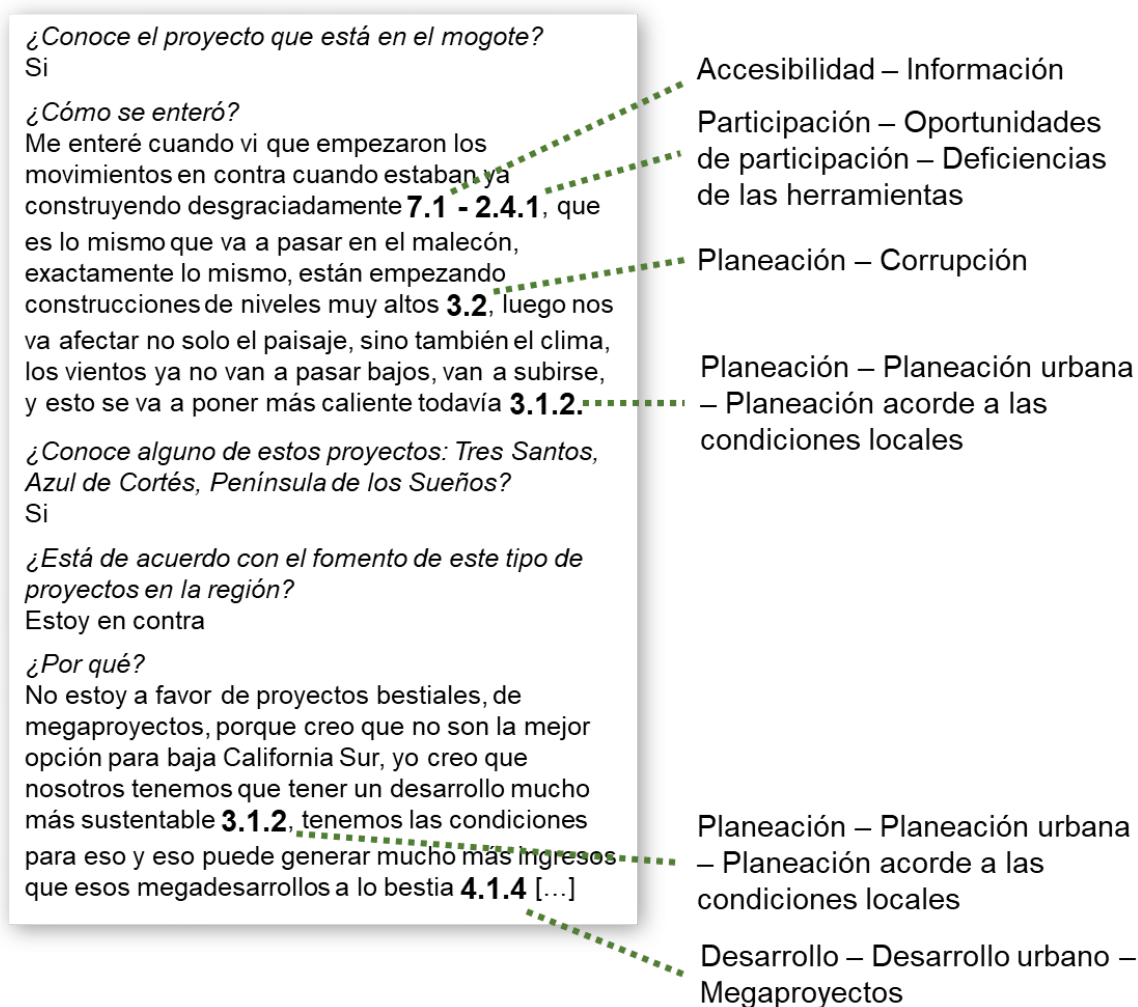 ¿Conoce el proyecto que está en el mogote?
Si
¿Cómo se enteró?
Me enteré cuando vi que empezaron los
movimientos en contra cuando estaban ya
construyendo desgraciadamente 7.1 - 2.4.1, que
es lo mismo que va a pasar en el malecón,
exactamente lo mismo, están empezando
construcciones de niveles muy altos 3.2, luego nos
va afectar no solo el paisaje, sino también el clima,
los vientos ya no van a pasar bajos, van a subirse,
y esto se va a poner más caliente todavía 3.1.2.
¿Conoce alguno de estos proyectos: Tres Santos,
Azul de Cortés, Península de los Sueños?
Si
¿Está de acuerdo con el fomento de este tipo de
proyectos en la región?
Estoy en contra
¿Por qué?
No estoy a favor de proyectos bestiales, de
megaproyectos, porque creo que no son la mejor
opción para baja California Sur, yo creo que
nosotros tenemos que tener un desarrollo mucho
más sustentable 3.1.2, tenemos las condiciones
para eso y eso puede generar mucho más ingresos
que esos megadesarrollos a lo bestia 4.1.4 […]
Accesibilidad – Información
Participación – Oportunidades
de participación – Deficiencias
de las herramientas
Planeación – Corrupción
Planeación – Planeación urbana
– Planeación acorde a las
condiciones locales
Planeación – Planeación urbana
– Planeación acorde a las
condiciones locales
Desarrollo – Desarrollo urbano –
Megaproyectos